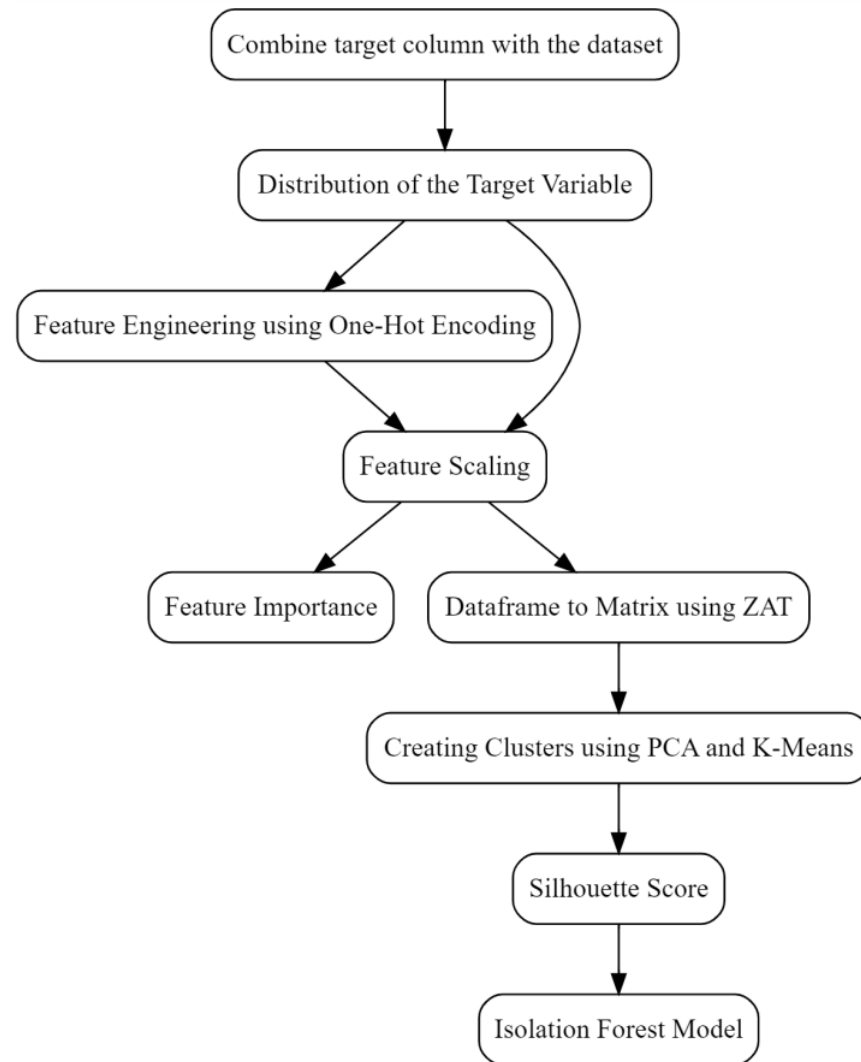 Combine target column with the dataset
Distribution of the Target Variable
Feature Engineering using One-Hot Encoding
Feature Scaling
Feature Importance
Dataframe to Matrix using ZAT
Creating Clusters using PCA and K-Means
Silhouette Score
Isolation Forest Model